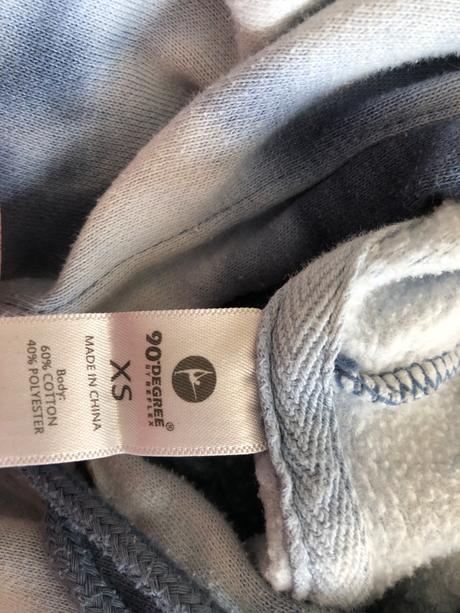 90°DEGREE®
BY REFLEX
XS
MADE IN CHINA
Body:
60% COTTON
40% POLYESTER